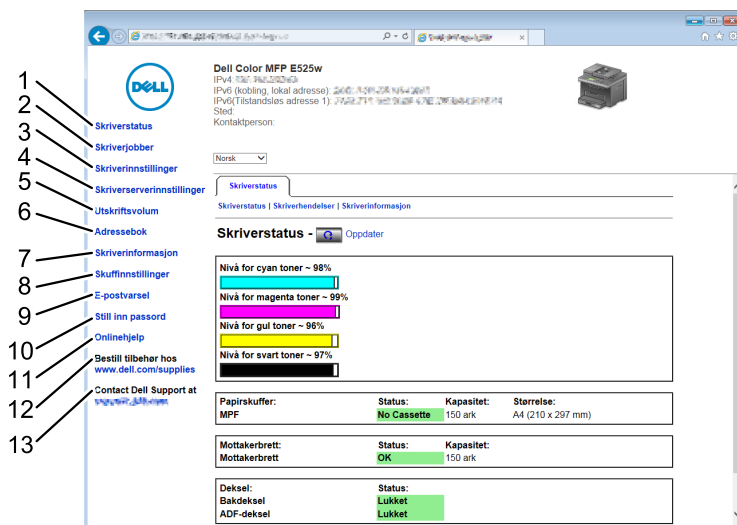 DELL
Dell Color MFP E525w
IPv4:
IPv6 (kobling, lokal adresse):
IPv6(Tilstandsløs adresse 1):
Sted:
Kontaktperson:
Norsk
1
2
3
4
5
6
7
8
9
10
11
12
13
Skriverstatus
Skriverjobber
Skriverinnstillinger
Skriverserverinnstillinger
Utskriftsvolum
Adressebok
Skriverinformasjon
Skuffinnstillinger
E-postvarsel
Still inn passord
Onlinehjelp
Bestill tilbehør hos
www.dell.com/supplies
Contact Dell Support at
Skriverstatus
Skriverstatus | Skriverhendelser | Skriverinformasjon
Skriverstatus - Oppdater
Nivå for cyan toner ~ 98%
Nivå for magenta toner ~ 99%
Nivå for gul toner ~ 96%
Nivå for svart toner ~ 97%
Papirskuffer: Status: Kapasitet: Størrelse:
MPF No Cassette 150 ark A4 (210 x 297 mm)
Mottakerbrett: Status: Kapasitet:
Mottakerbrett OK 150 ark
Deksel: Status:
Bakdeksel Lukket
ADF-deksel Lukket